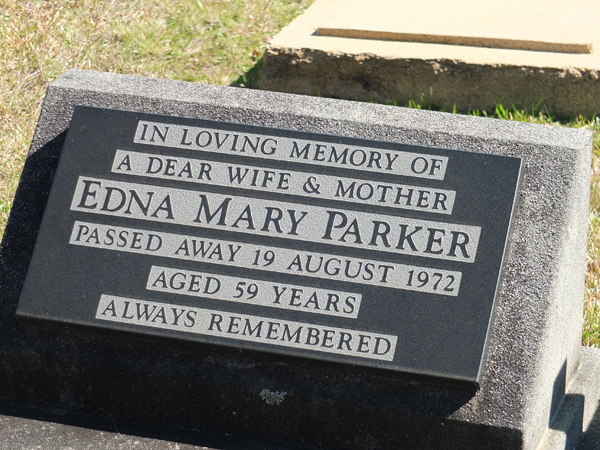 IN LOVING MEMORY OF
A DEAR WIFE & MOTHER
EDNA MARY PARKER
PASSED AWAY 19 AUGUST 1972
AGED 59 YEARS
ALWAYS REMEMBERED